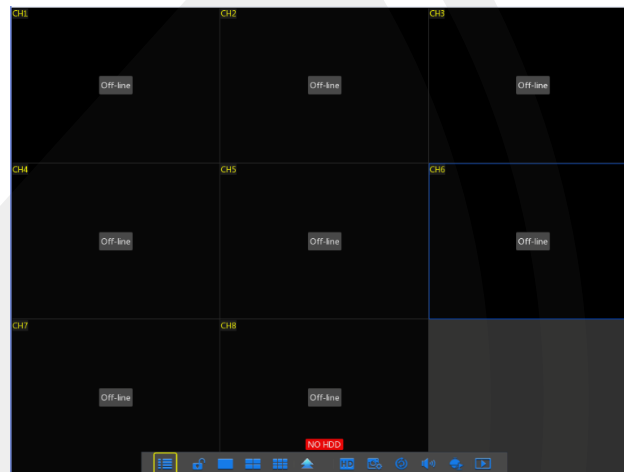 CH1
CH2
CH3
Off-line
Off-line
Off-line
CH4
CH5
CH6
Off-line
Off-line
Off-line
CH7
CH8
Off-line
Off-line
NO HDD
HD